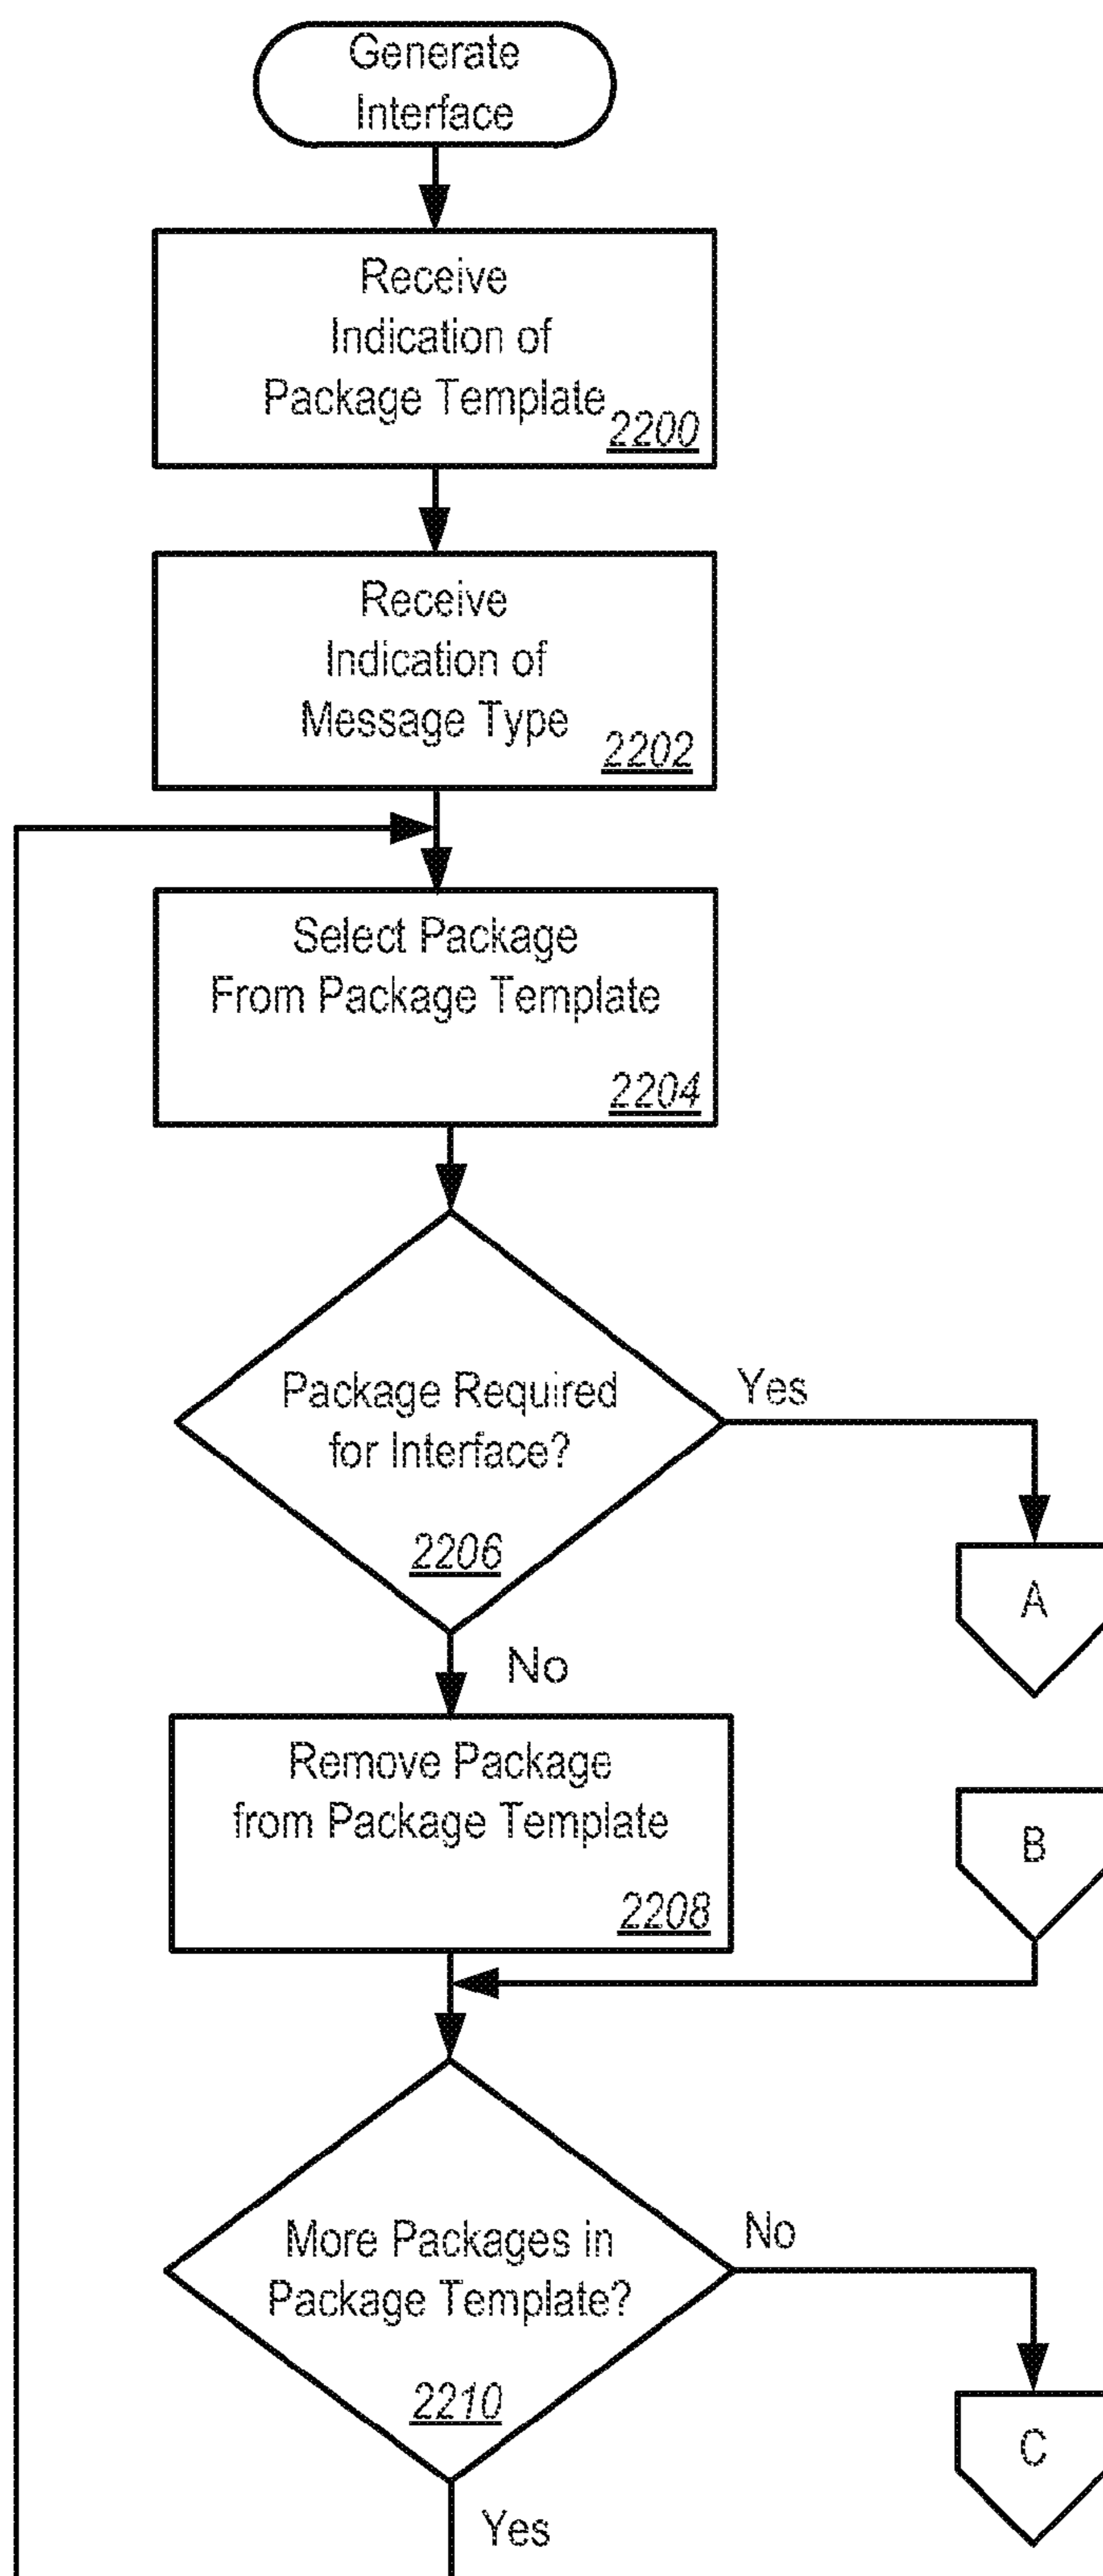 Generate
Interface
Receive
Indication of
Package Template
2200
Receive
Indication of
Message Type
2202
Select Package
From Package Template
2204
Package Required
for Interface?
2206
Yes
A
No
Remove Package
from Package Template
2208
B
More Packages in
Package Template?
2210
No
C
Yes